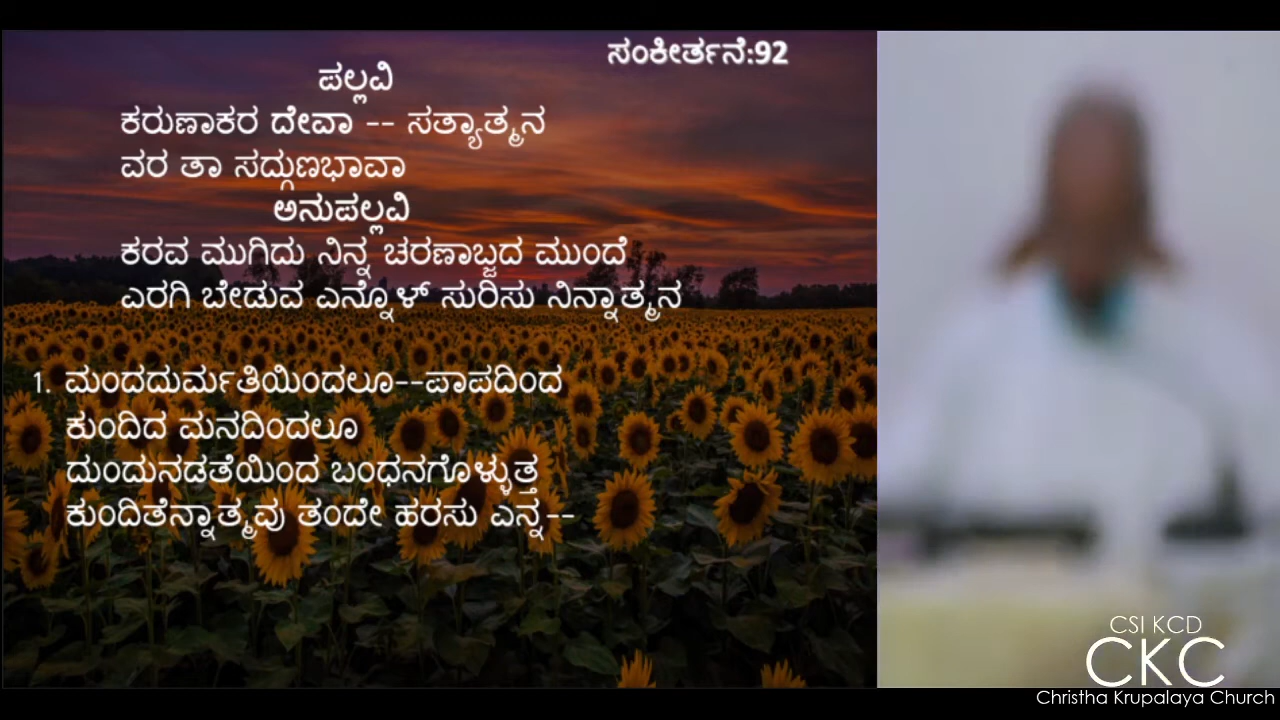 ಸಂಕೀರ್ತನೆ:92
ಪಲ್ಲವಿ
ಕರುಣಾಕರ ದೇವಾ -- ಸತ್ಯಾತ್ಮನ
ವರ ತಾ ಸದ್ಗುಣಭಾವಾ
ಅನುಪಲ್ಲವಿ
ಕರವ ಮುಗಿದು ನಿನ್ನ ಚರಣಾಬ್ಜದ ಮುಂದೆ
ಎರಗಿ ಬೇಡುವ ಎನ್ನೊಳ್ ಸುರಿಸು ನಿನ್ನಾತ್ಮನ
1. ಮಂದದುರ್ಮತಿಯಿಂದಲೂ--ಪಾಪದಿಂದ
ಕುಂದಿದ ಮನದಿಂದಲೂ
ದುಂದುನಡತೆಯಿಂದ ಬಂಧನಗೊಳ್ಳುತ್ತ
ಕುಂದಿತೆನ್ನಾತ್ಮವು ತಂದೇ ಹರಸು ಎನ್ನ--
CSI KCD
CKC
Christha Krupalaya Church